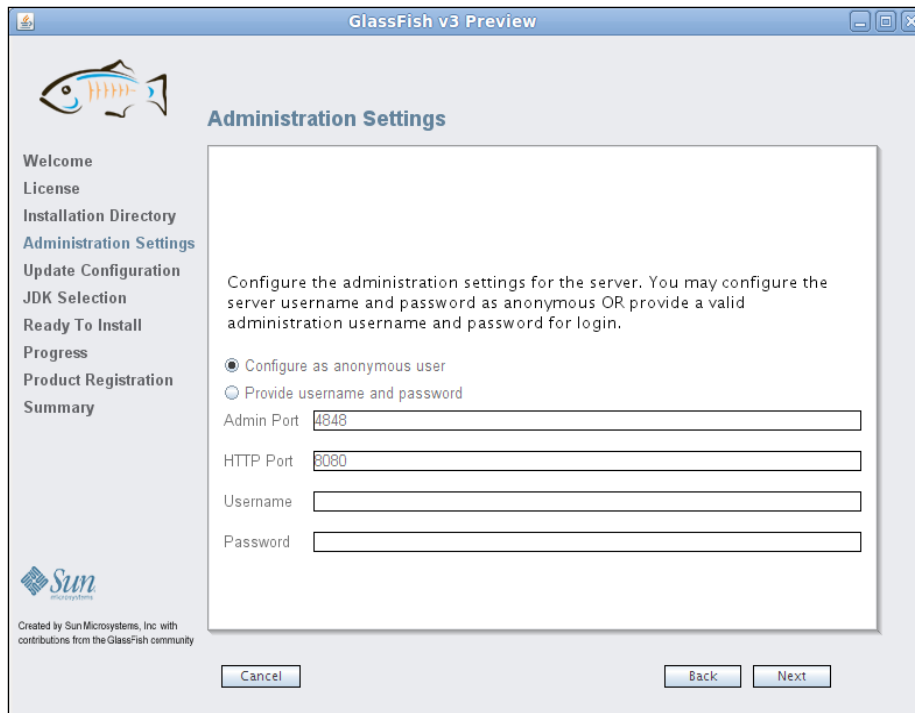 GlassFish v3 Preview
Administration Settings
Welcome
License
Installation Directory
Administration Settings
Update Configuration
JDK Selection
Ready To Install
Progress
Product Registration
Summary
Configure the administration settings for the server. You may configure the
server username and password as anonymous OR provide a valid
administration username and password for login.
Configure as anonymous user
Provide username and password
Admin Port 4848
HTTP Port 8080
Username
Password
Sun
microsystems
Created by Sun Microsystems, Inc with
contributions from the GlassFish community
Cancel Back Next